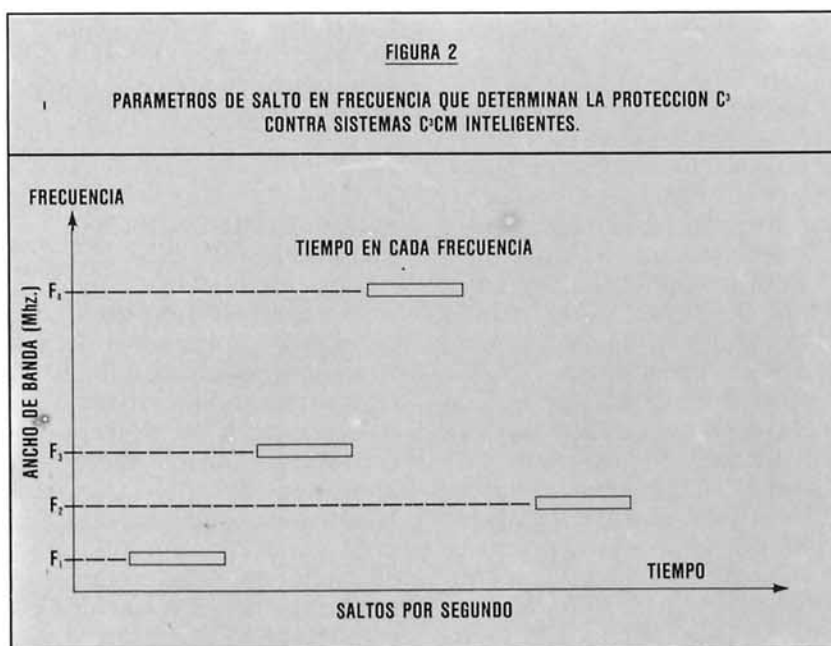 FIGURA 2
PARAMETROS DE SALTO EN FRECUENCIA QUE DETERMINAN LA PROTECCION C³
CONTRA SISTEMAS C³CM INTELIGENTES.
FRECUENCIA
TIEMPO EN CADA FRECUENCIA
ANCHO DE BANDA (Mhz.)
F₃
F₂
F₁
TIEMPO
SALTOS POR SEGUNDO